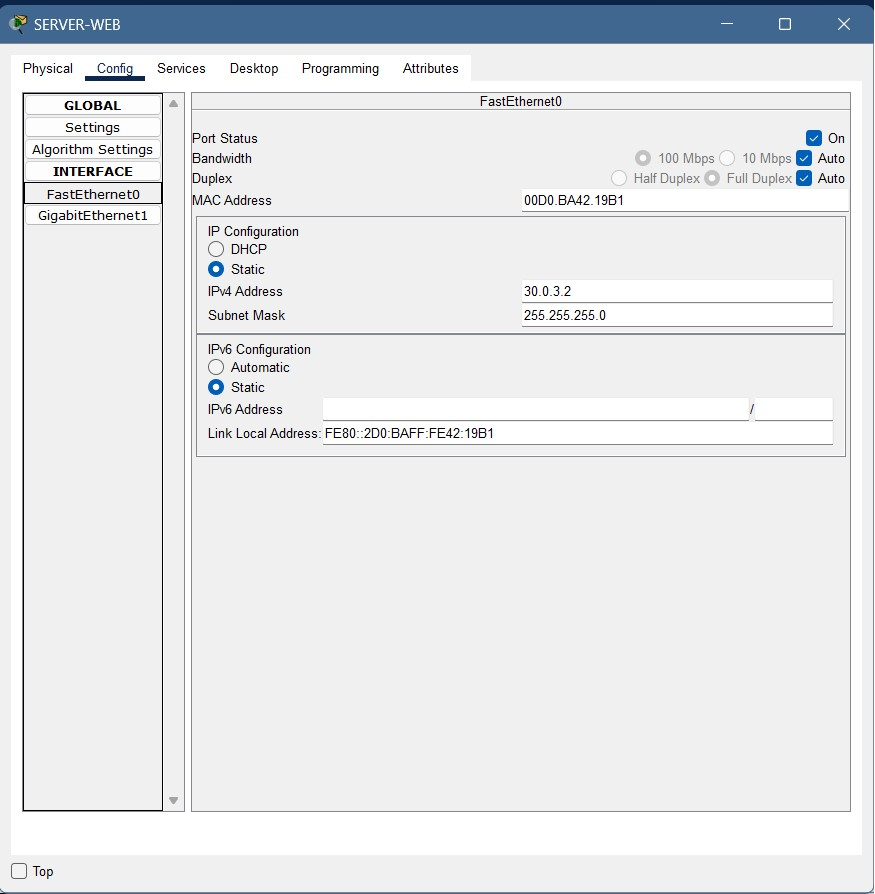 SERVER-WEB
Physical Config Services Desktop Programming Attributes
GLOBAL
Settings
Algorithm Settings
INTERFACE
FastEthernet0
GigabitEthernet1
FastEthernet0
Port Status On
Bandwidth 100 Mbps 10 Mbps Auto
Duplex Half Duplex Full Duplex Auto
MAC Address 00D0.BA42.19B1
IP Configuration
DHCP
Static
IPv4 Address 30.0.3.2
Subnet Mask 255.255.255.0
IPv6 Configuration
Automatic
Static
IPv6 Address /
Link Local Address: FE80::2D0:BAFF:FE42:19B1
Top